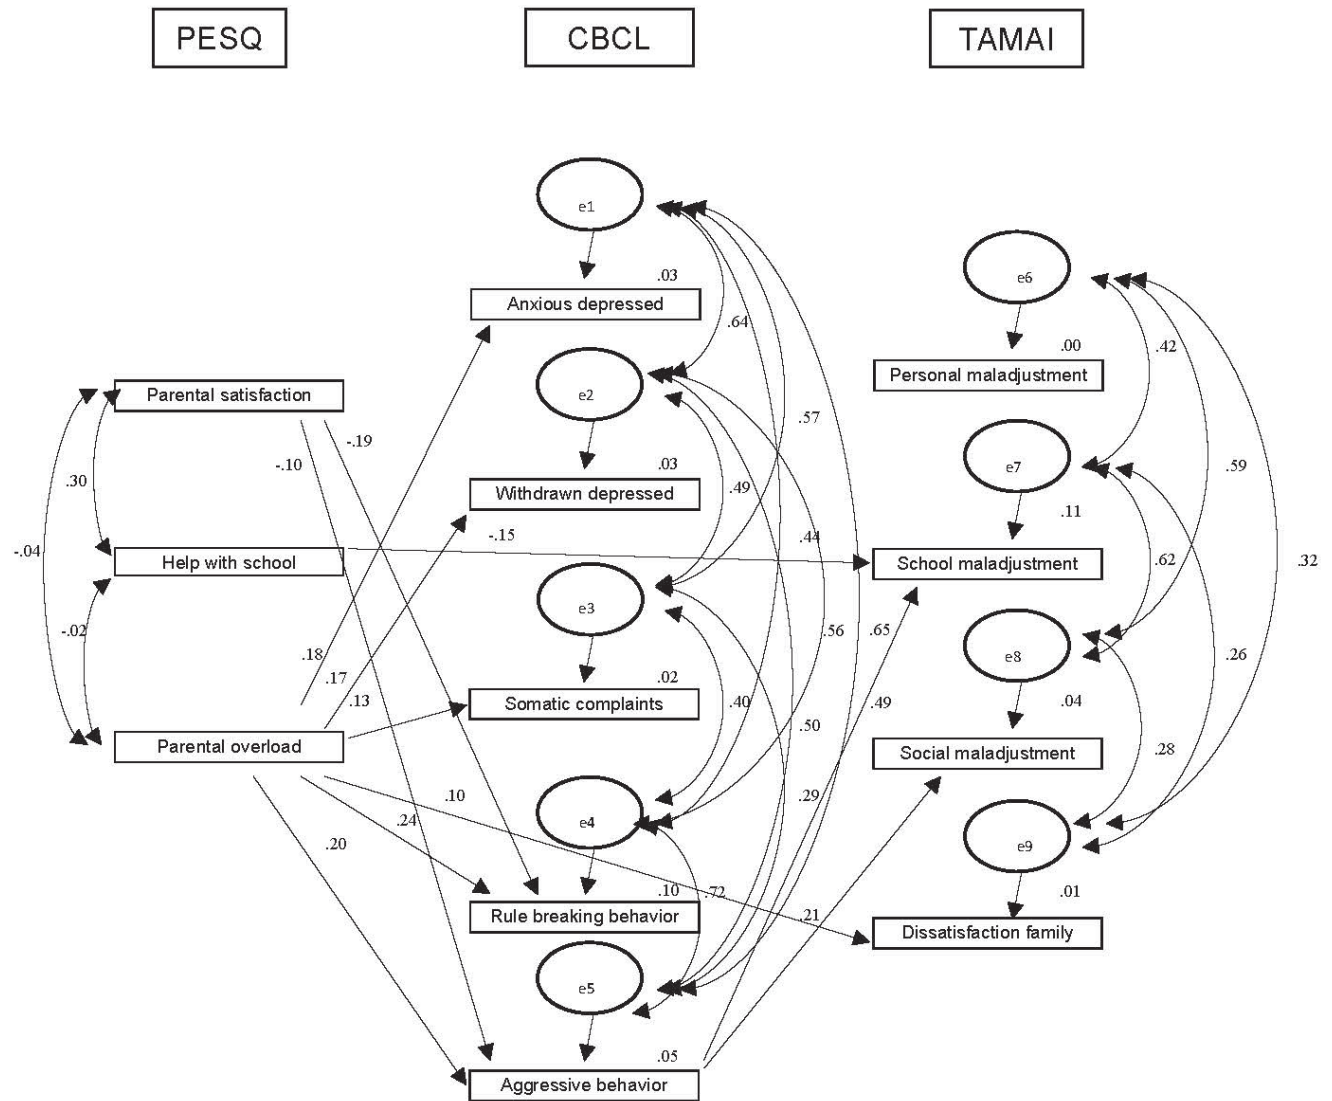 PESQ
CBCL
TAMAI
e1
.03
Anxious depressed
.64
e2
.03
Withdrawn depressed
.57
.49
-.15
.44
e3
.56
.65
.02
Somatic complaints
.40
.50
.49
e4
.29
.10
.72
Rule breaking behavior
.21
e5
.05
Aggressive behavior
Parental satisfaction
-.19
-.10
.30
-.04
Help with school
-.02
.18
.17
.13
Parental overload
.10
.24
.20
e6
.00
.42
Personal maladjustment
e7
.59
.11
School maladjustment
.62
.32
e8
.26
.04
Social maladjustment
.28
e9
.01
Dissatisfaction family